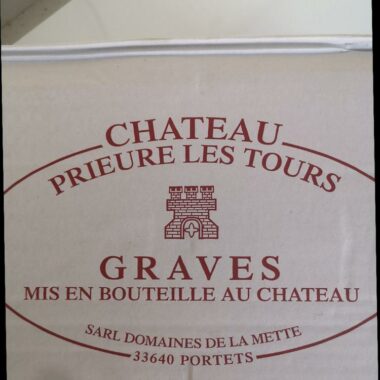 CHATEAU
PRIEURE LES TOURS
GRAVES
MIS EN BOUTEILLE AU CHATEAU
SARL DOMAINES DE LA METTE
33640 PORTETS